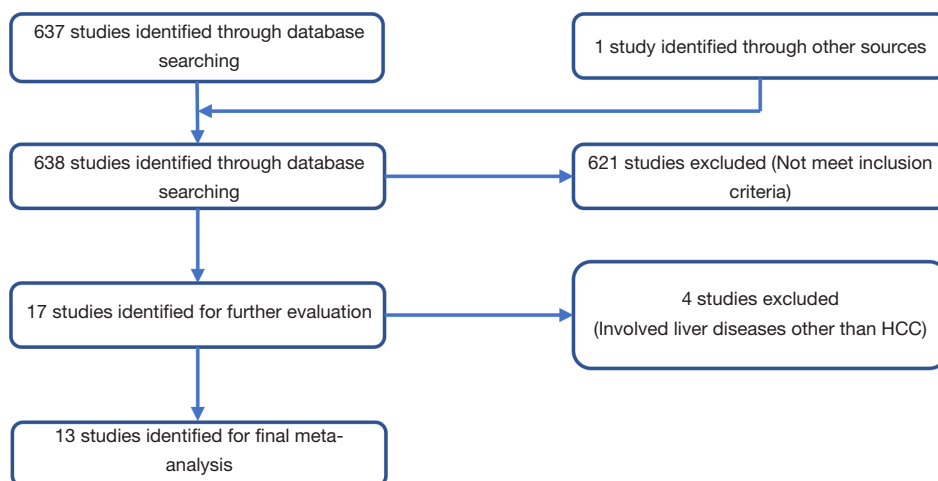 637 studies identified through database
searching
1 study identified through other sources
638 studies identified through database
searching
621 studies excluded (Not meet inclusion
criteria)
17 studies identified for further evaluation
4 studies excluded
(Involved liver diseases other than HCC)
13 studies identified for final meta-
analysis